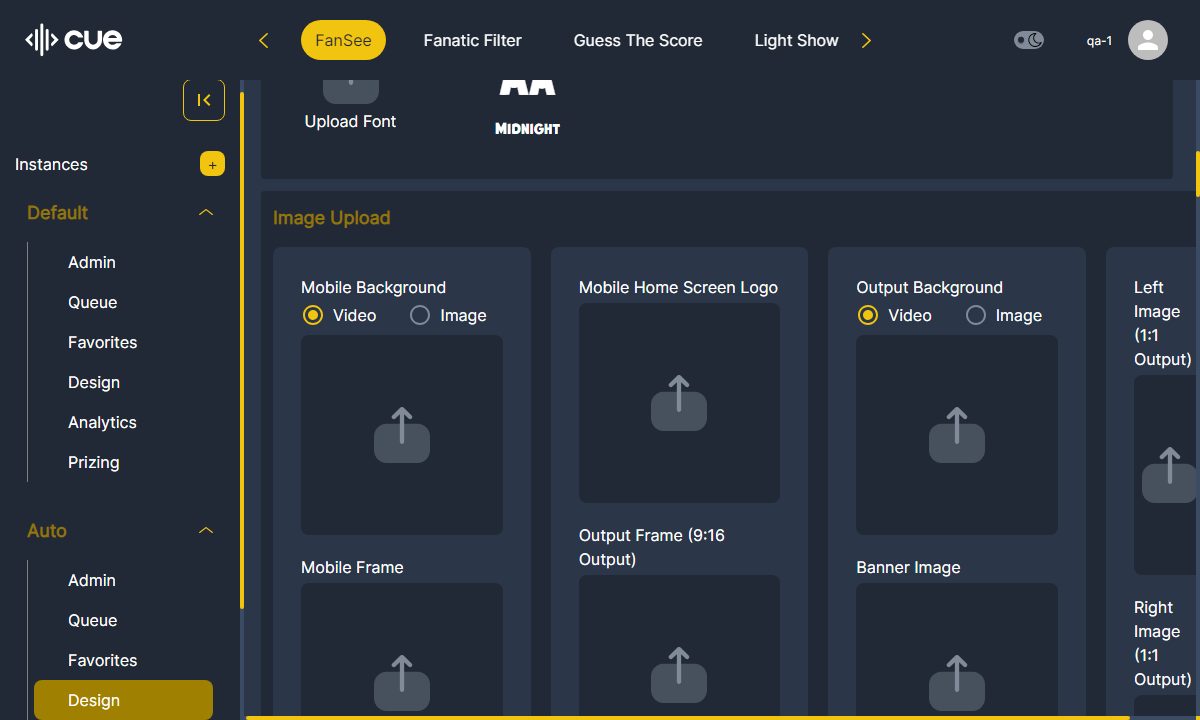 cue
FanSee
Fanatic Filter
Guess The Score
Light Show
qa-1
Instances
+
Default
Admin
Queue
Favorites
Design
Analytics
Prizing
Auto
Admin
Queue
Favorites
Design
Upload Font
AA
MIDNIGHT
Image Upload
Mobile Background
Video
Image
Mobile Frame
Mobile Home Screen Logo
Output Frame (9:16
Output)
Output Background
Video
Image
Banner Image
Left
Image
(1:1
Output)
Right
Image
(1:1
Output)